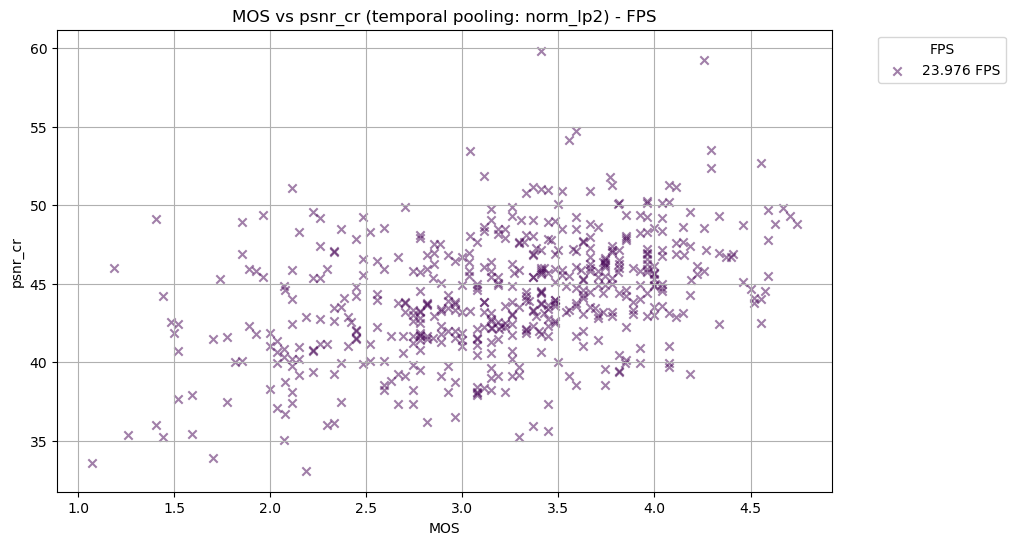 MOS vs psnr_cr (temporal pooling: norm_lp2) - FPS
FPS
23.976 FPS
psnr_cr
60
55
50
45
40
35
1.0 1.5 2.0 2.5 3.0 3.5 4.0 4.5
MOS